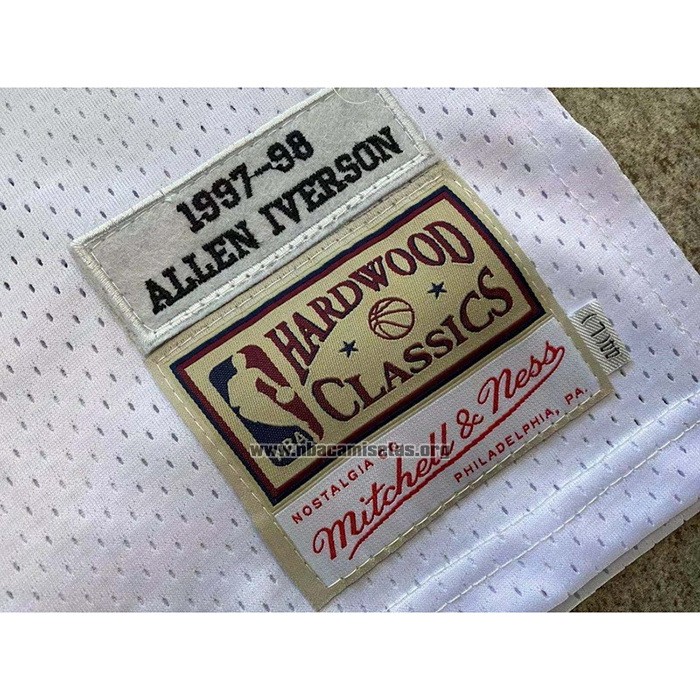 1997-98
ALLEN IVERSON
HARDWOOD
CLASSICS
NBA
www.nbacamisetas.org
NOSTALGIA CO.
Mitchell & Ness
PHILADELPHIA, PA.